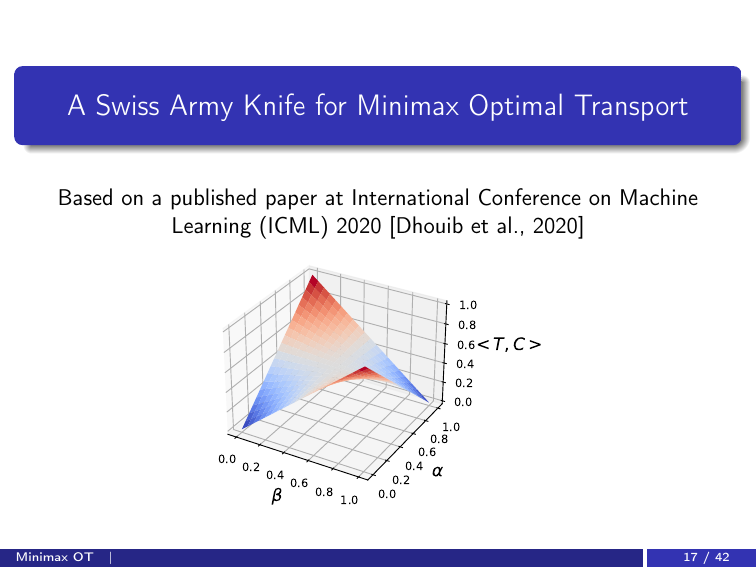 A Swiss Army Knife for Minimax Optimal Transport
Based on a published paper at International Conference on Machine
Learning (ICML) 2020 [Dhouib et al., 2020]
1.0
0.8
0.6
<T, C>
0.4
0.2
0.0
1.0
0.8
0.6
0.4
0.2
0.0
α
0.0
0.2
0.4
0.6
0.8
1.0
β
Minimax OT |
17 / 42